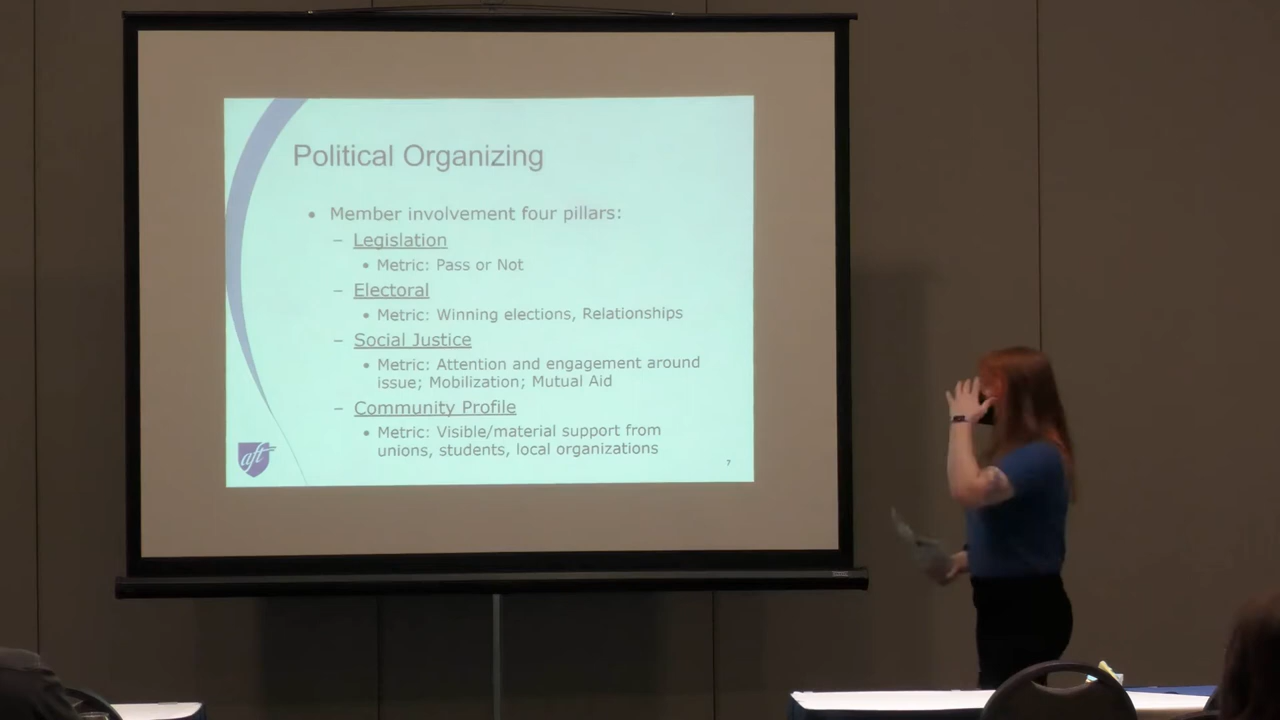 Political Organizing
• Member involvement four pillars:
– Legislation
• Metric: Pass or Not
– Electoral
• Metric: Winning elections, Relationships
– Social Justice
• Metric: Attention and engagement around
issue; Mobilization; Mutual Aid
– Community Profile
• Metric: Visible/material support from
unions, students, local organizations
aft
7